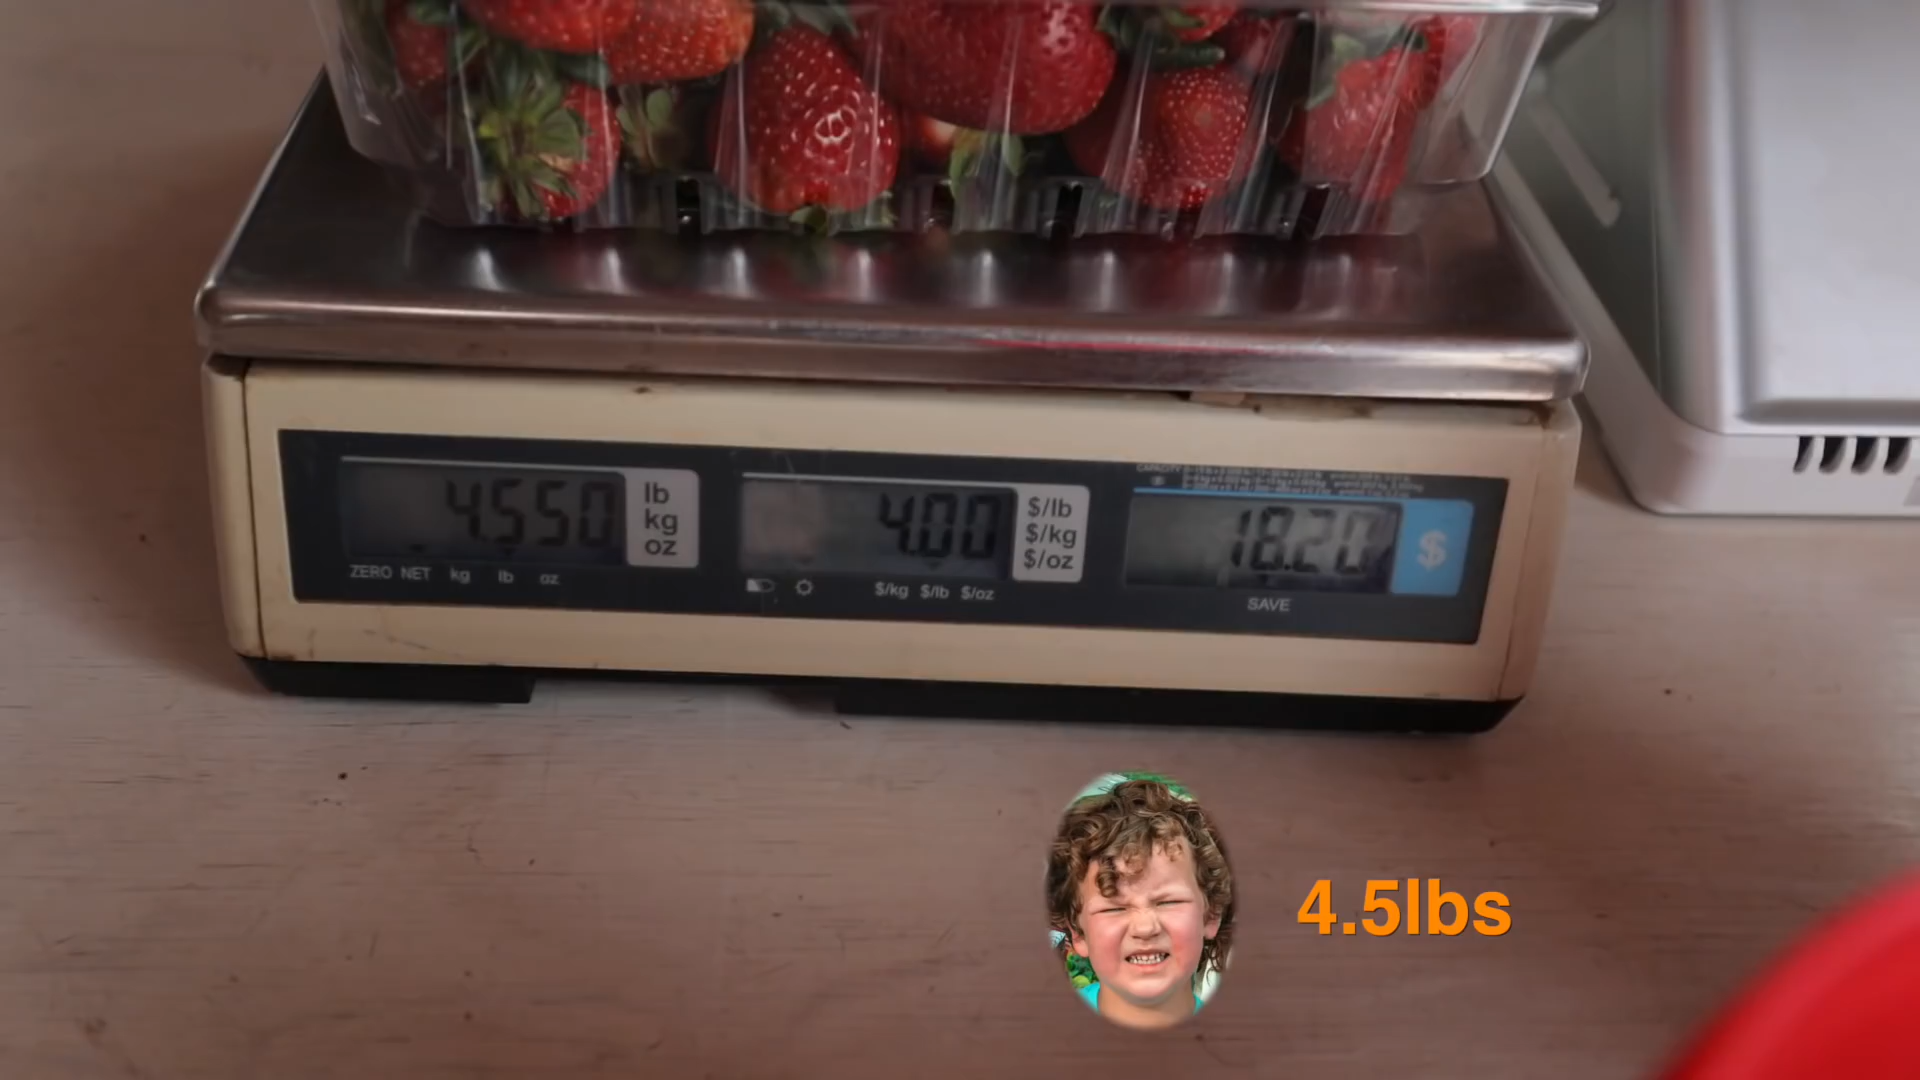 4.550
lb
kg
oz
ZERO NET kg lb oz
4.00
$/lb
$/kg
$/oz
$/kg $/lb $/oz
CAPACITY
18.20
$
SAVE
4.5lbs